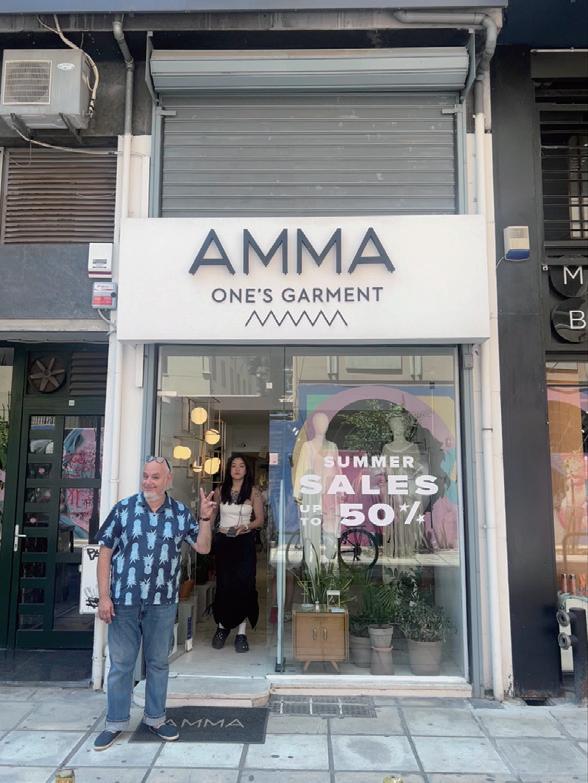 AMMA
ONE'S GARMENT
M
B
SUMMER
SALES
UP
TO 50%
AMMA